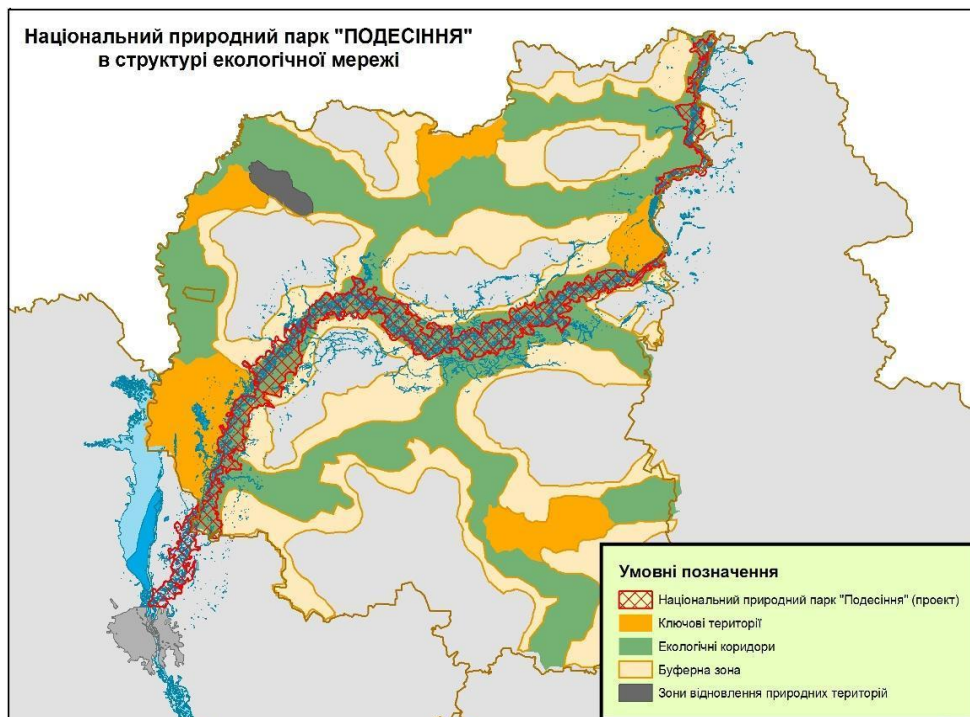 Національний природний парк "ПОДЕСІННЯ"
в структурі екологічної мережі
Умовні позначення
Національний природний парк "Подесіння" (проект)
Ключові території
Екологічні коридори
Буферна зона
Зони відновлення природних територій